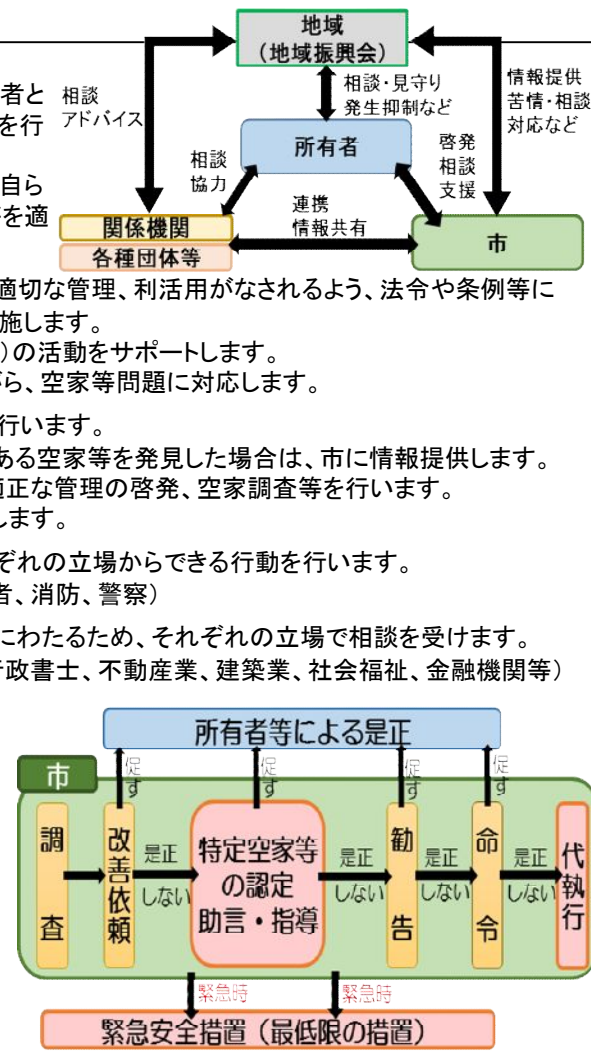 地域
(地域振興会)
者と
を行
自ら
を適
相談
アドバイス
相談・見守り
発生抑制など
情報提供
苦情・相談
対応など
所有者
相談
協力
啓発
相談
支援
連携
情報共有
関係機関
各種団体等
市
適切な管理、利活用がなされるよう、法令や条例等に
施します。
)の活動をサポートします。
がら、空家等問題に対応します。
行います。
ある空家等を発見した場合は、市に情報提供します。
適正な管理の啓発、空家調査等を行います。
します。
ぞれの立場からできる行動を行います。
者、消防、警察)
にわたるため、それぞれの立場で相談を受けます。
行政書士、不動産業、建築業、社会福祉、金融機関等)
所有者等による是正
市
促す
促す
促す
促す
調査
改善依頼
是正
しない
特定空家等
の認定
助言・指導
是正
しない
勧告
是正
しない
命令
是正
しない
代執行
緊急時
緊急時
緊急安全措置(最低限の措置)